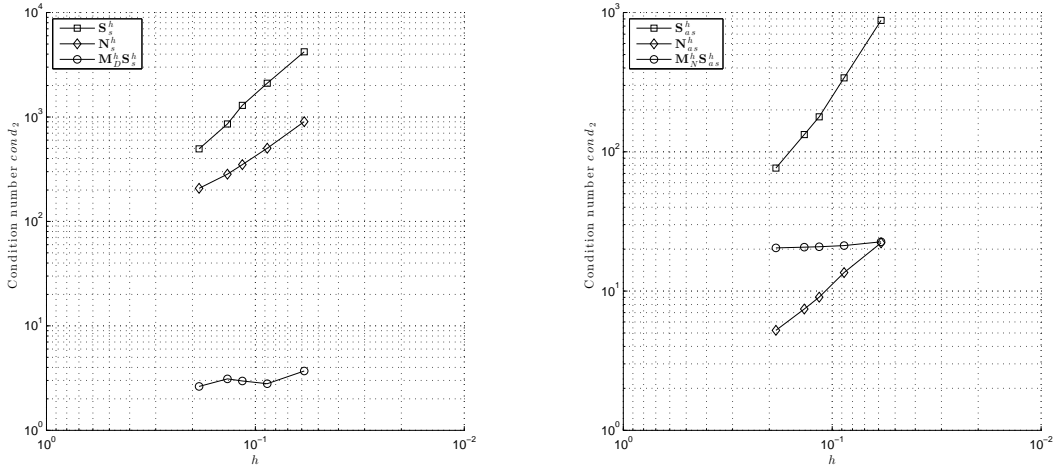 S_s^h
N_s^h
M_D^h S_s^h
10^4
10^3
10^2
10^1
10^0
Condition number cond_2
10^0
10^-1
10^-2
h
S_as^h
N_as^h
M_N^h S_as^h
10^3
10^2
10^1
10^0
Condition number cond_2
10^0
10^-1
10^-2
h